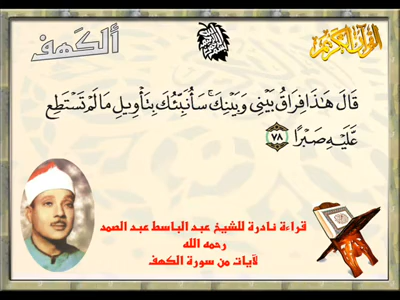 القرآن الكريم
الكهف
قَالَ هَٰذَا فِرَاقُ بَيْنِي وَبَيْنِكَ ۚ سَأُنَبِّئُكَ بِتَأْوِيلِ مَا لَمْ تَسْتَطِع
عَّلَيْهِ صَبْرًا ٧٨
قراءة نادرة للشيخ عبد الباسط عبد الصمد
رحمه الله
لآيات من سورة الكهف